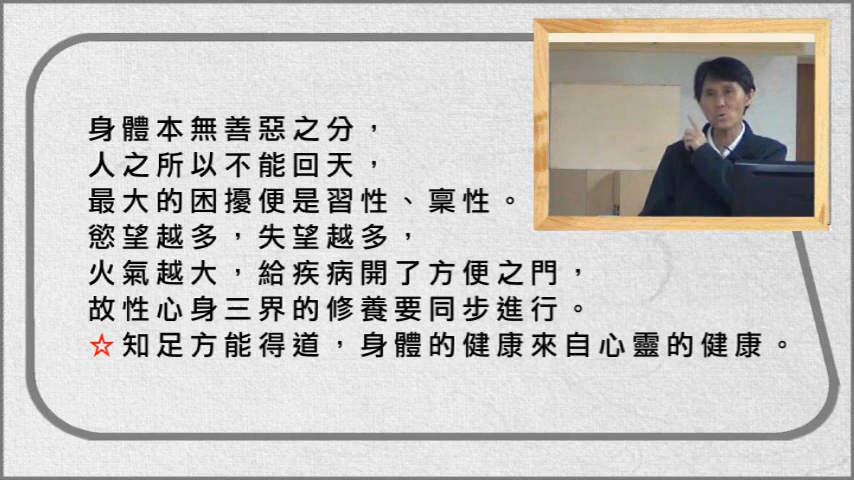 身體本無善惡之分，
人之所以不能回天，
最大的困擾便是習性、稟性。
慾望越多，失望越多，
火氣越大，給疾病開了方便之門，
故性心身三界的修養要同步進行。
☆知足方能得道，身體的健康來自心靈的健康。